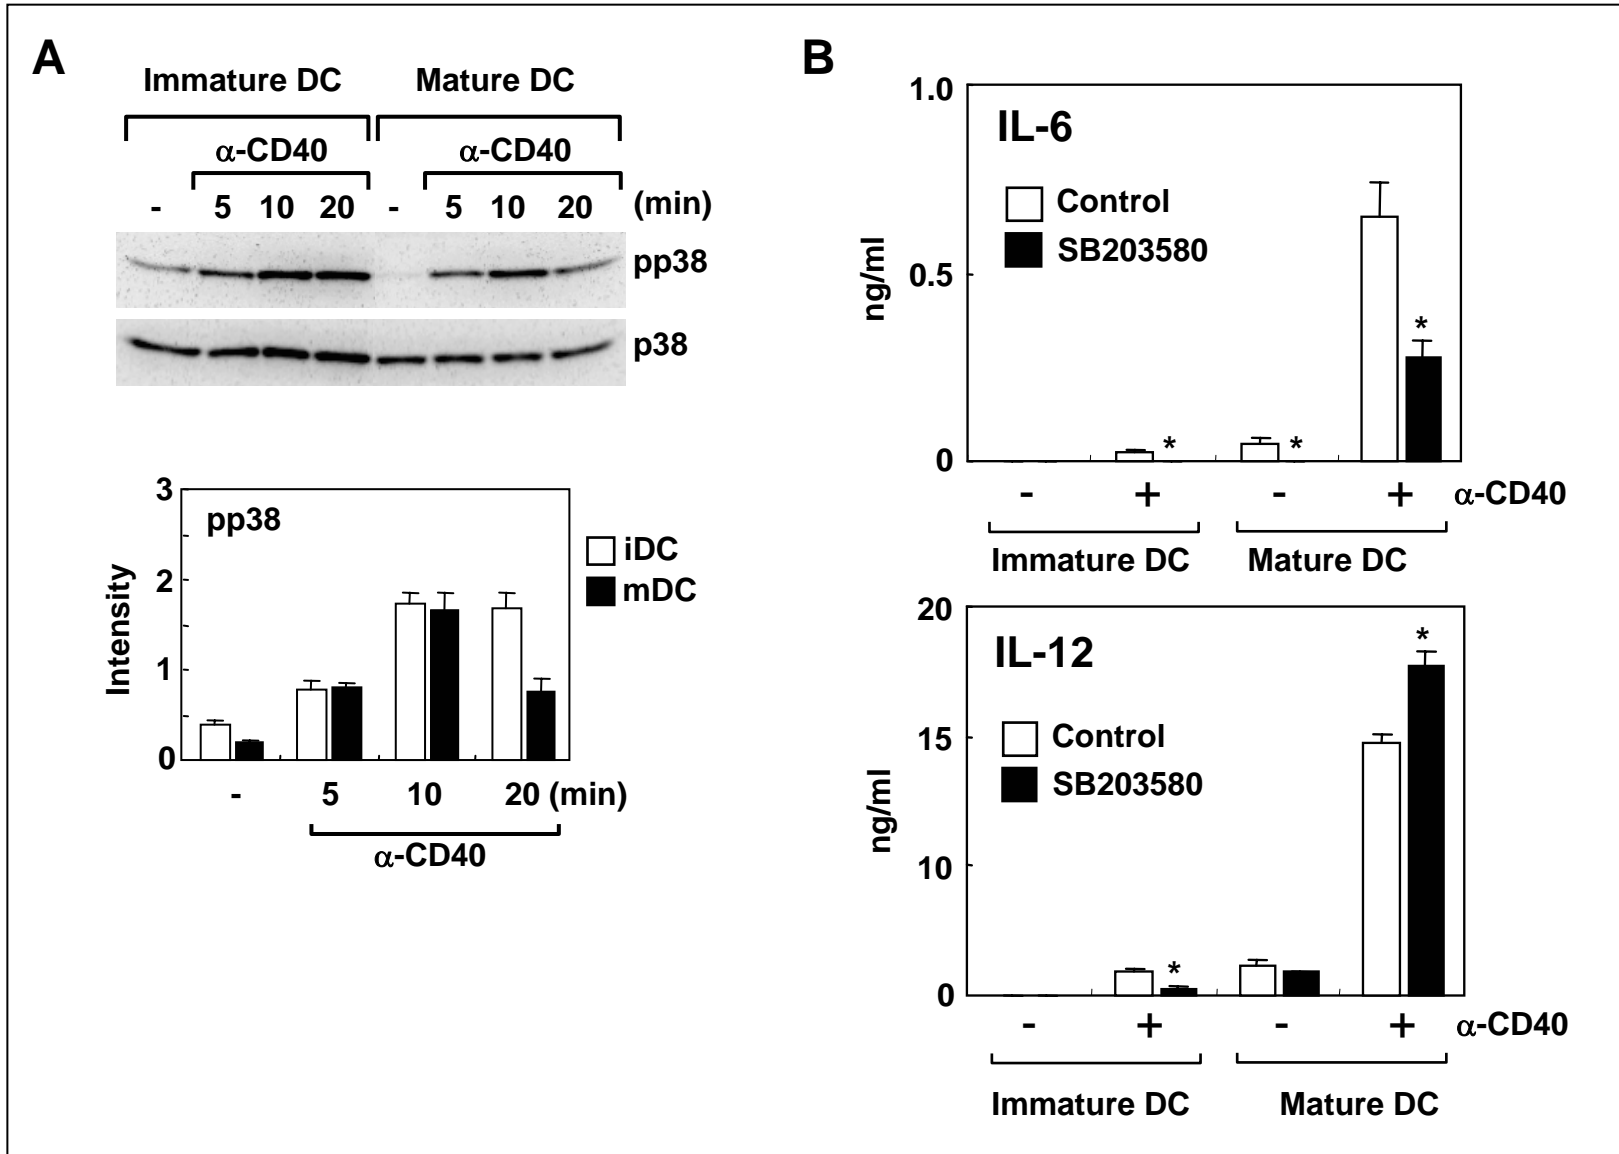 A
Immature DC Mature DC
α-CD40 α-CD40
- 5 10 20 - 5 10 20 (min)
pp38
p38
3
2
1
0
Intensity
pp38
iDC
mDC
- 5 10 20 (min)
α-CD40
B
1.0
0.5
0
ng/ml
IL-6
Control
SB203580
* * *
- + - + α-CD40
Immature DC Mature DC
20
15
10
0
ng/ml
IL-12
Control
SB203580
* *
- + - + α-CD40
Immature DC Mature DC